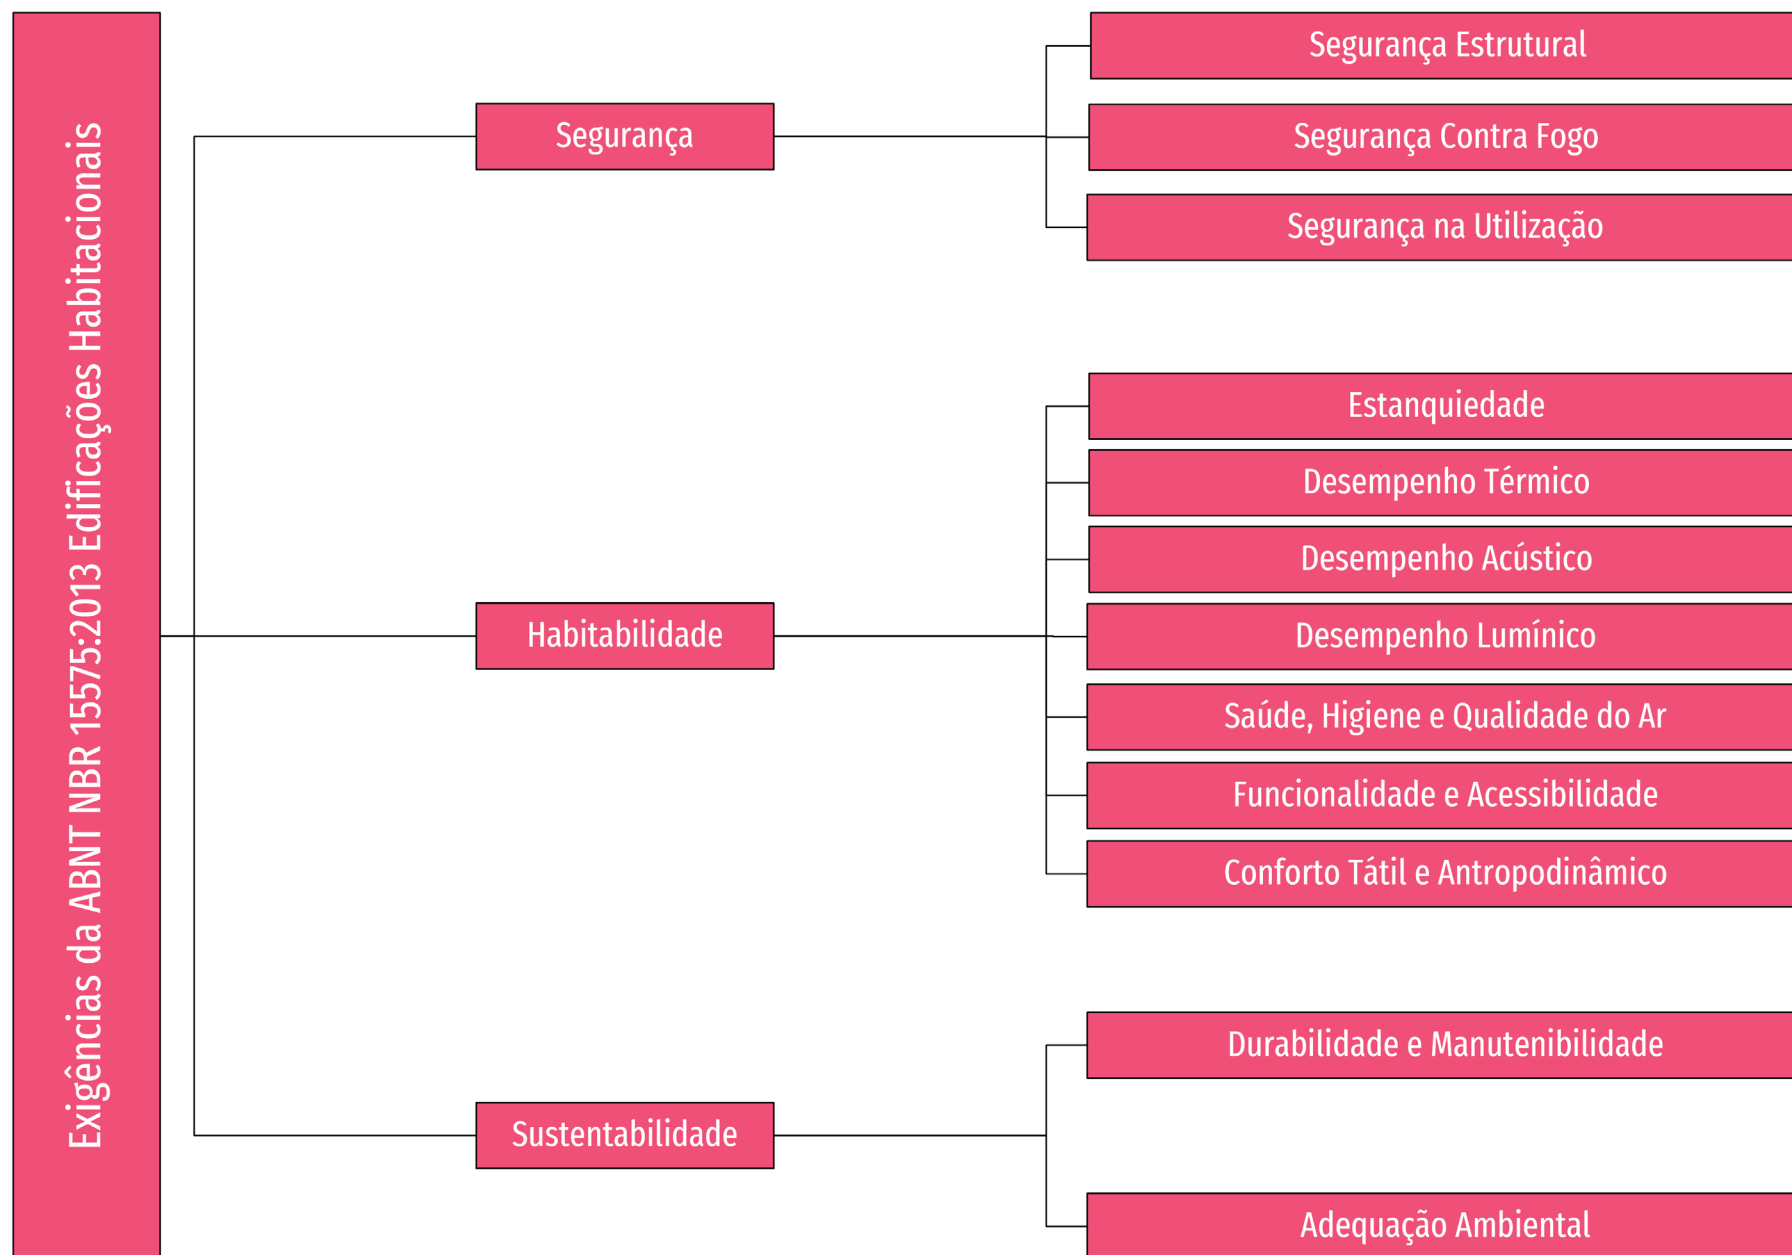 Exigências da ABNT NBR 15575:2013 Edificações Habitacionais
Segurança
Segurança Estrutural
Segurança Contra Fogo
Segurança na Utilização
Habitabilidade
Estanquiedade
Desempenho Térmico
Desempenho Acústico
Desempenho Lumínico
Saúde, Higiene e Qualidade do Ar
Funcionalidade e Acessibilidade
Conforto Tátil e Antropodinâmico
Sustentabilidade
Durabilidade e Manutenibilidade
Adequação Ambiental